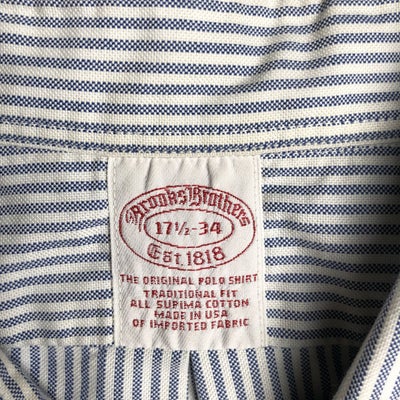 Brooks Brothers
17½-34
Est. 1818
THE ORIGINAL POLO SHIRT
TRADITIONAL FIT
ALL SUPIMA COTTON
MADE IN USA
OF IMPORTED FABRIC